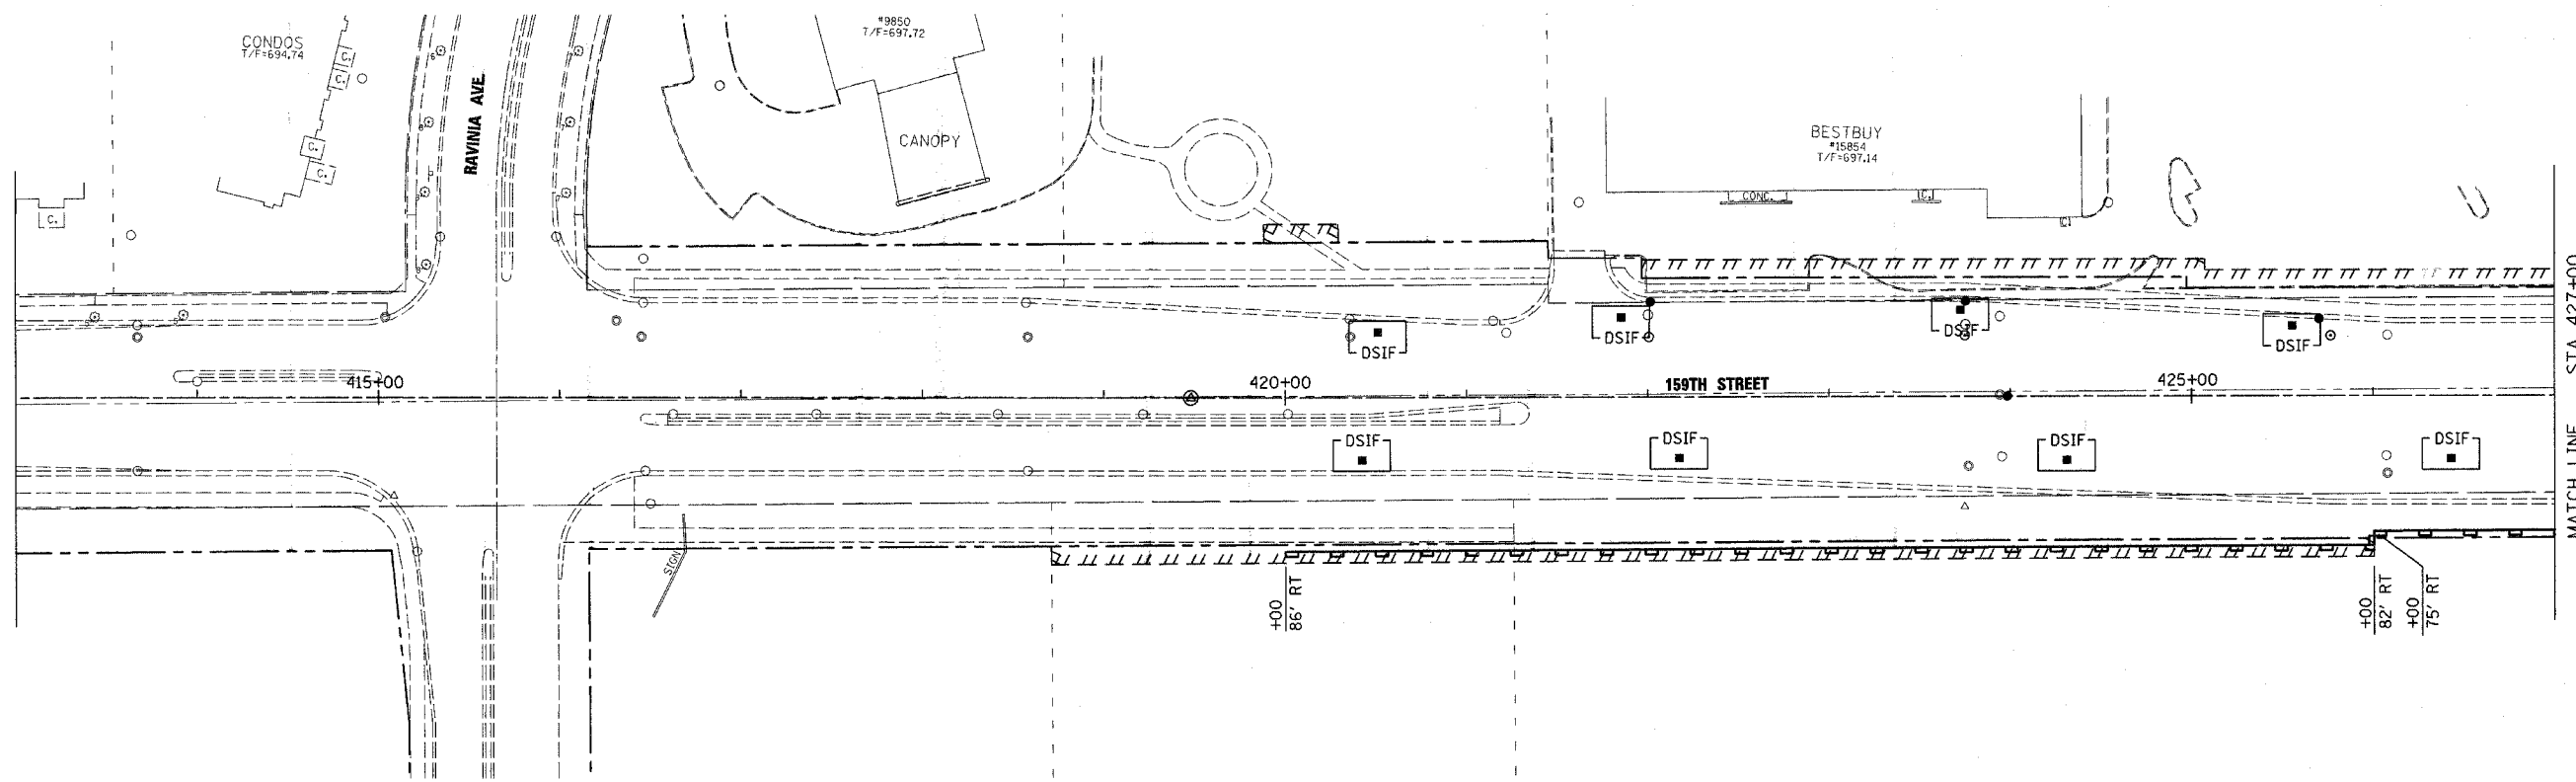 CONDOS
T/F=694.74
C.
C.
C.
C.
C.
RAVINIA AVE.
#9850
T/F=697.72
CANOPY
BESTBUY
#15854
T/F=697.14
CONC.
C.
C.
DSIF
DSIF
DSIF
DSIF
415+00
420+00
159TH STREET
425+00
DSIF
DSIF
DSIF
DSIF
SIGN
+00
86' RT
+00
82' RT
+00
75' RT
MATCH LINE STA 427+00